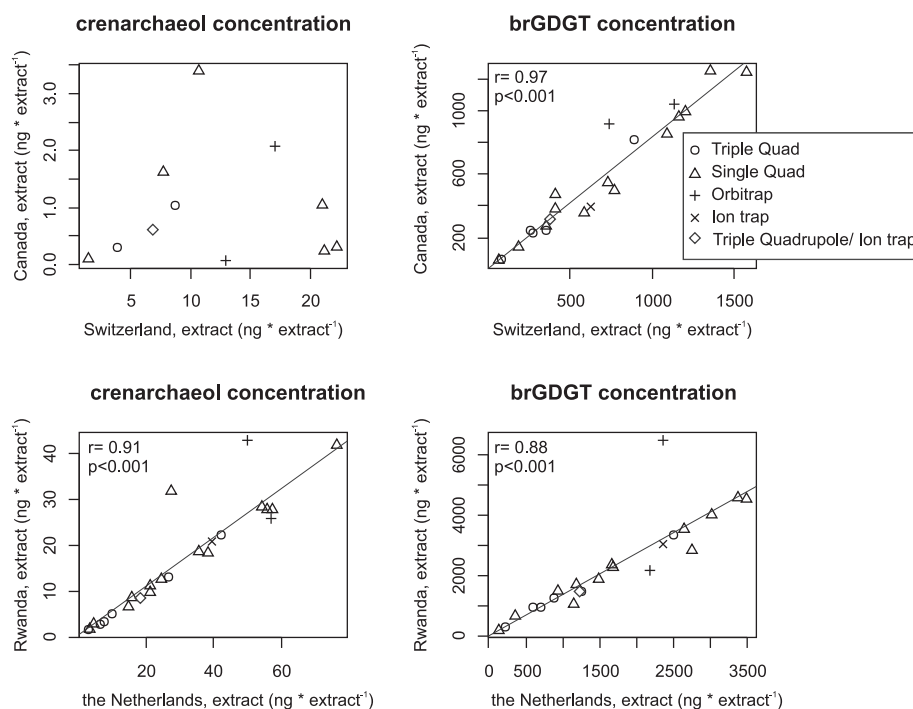 crenarchaeol concentration
Canada, extract (ng * extract⁻¹)
0.0 1.0 2.0 3.0
5 10 15 20
Switzerland, extract (ng * extract⁻¹)
brGDGT concentration
Canada, extract (ng * extract⁻¹)
200 600 1000
r= 0.97
p<0.001
500 1000 1500
Switzerland, extract (ng * extract⁻¹)
Triple Quad
Single Quad
Orbitrap
Ion trap
Triple Quadrupole/ Ion trap
crenarchaeol concentration
Rwanda, extract (ng * extract⁻¹)
0 10 20 30 40
r= 0.91
p<0.001
20 40 60
the Netherlands, extract (ng * extract⁻¹)
brGDGT concentration
Rwanda, extract (ng * extract⁻¹)
0 2000 4000 6000
r= 0.88
p<0.001
0 500 1500 2500 3500
the Netherlands, extract (ng * extract⁻¹)